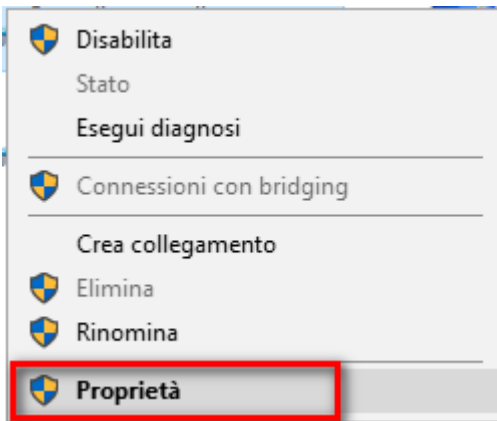 Disabilita
Stato
Esegui diagnosi
Connessioni con bridging
Crea collegamento
Elimina
Rinomina
Proprietà